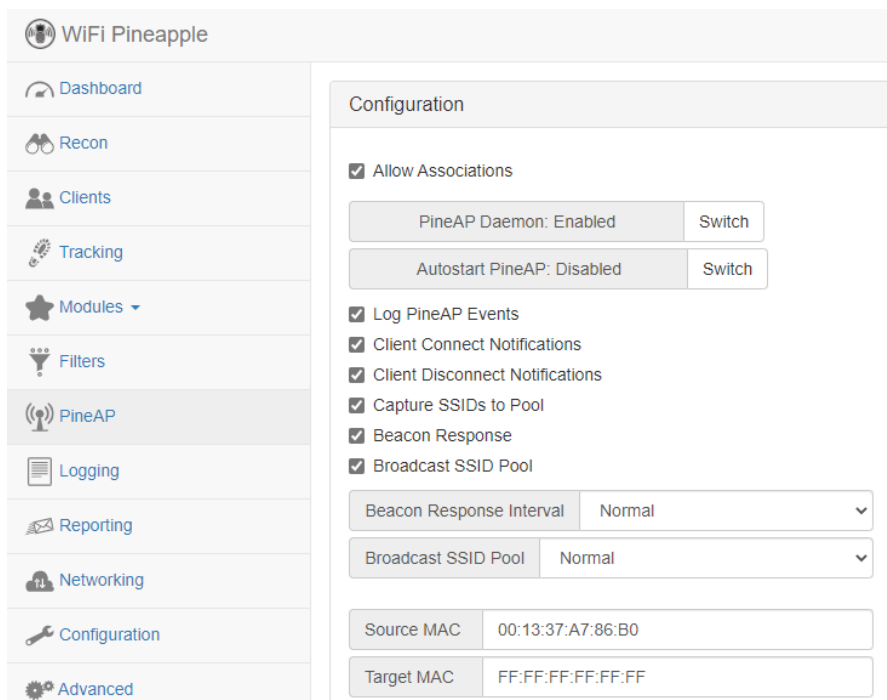 WiFi Pineapple
Dashboard
Recon
Clients
Tracking
Modules
Filters
PineAP
Logging
Reporting
Networking
Configuration
Advanced
Configuration
Allow Associations
PineAP Daemon: Enabled Switch
Autostart PineAP: Disabled Switch
Log PineAP Events
Client Connect Notifications
Client Disconnect Notifications
Capture SSIDs to Pool
Beacon Response
Broadcast SSID Pool
Beacon Response Interval Normal
Broadcast SSID Pool Normal
Source MAC 00:13:37:A7:86:B0
Target MAC FF:FF:FF:FF:FF:FF